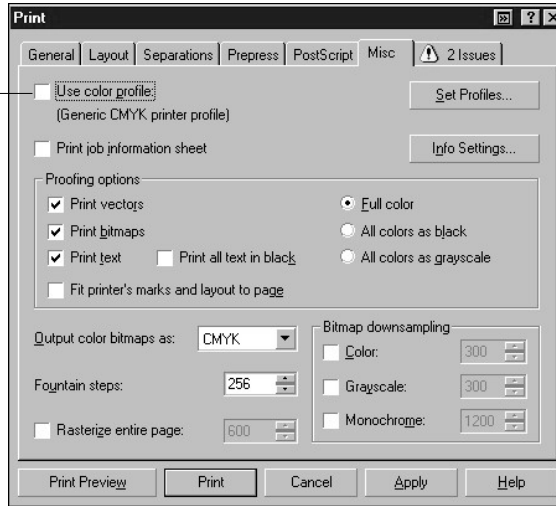 Print
General Layout Separations Prepress PostScript Misc 2 Issues
Use color profile: Set Profiles...
(Generic CMYK printer profile)
Print job information sheet Info Settings...
Proofing options
Print vectors Full color
Print bitmaps All colors as black
Print text Print all text in black All colors as grayscale
Fit printer's marks and layout to page
Output color bitmaps as: CMYK Bitmap downsampling
Color: 300
Fountain steps: 256 Grayscale: 300
Rasterize entire page: 600 Monochrome: 1200
Print Preview Print Cancel Apply Help